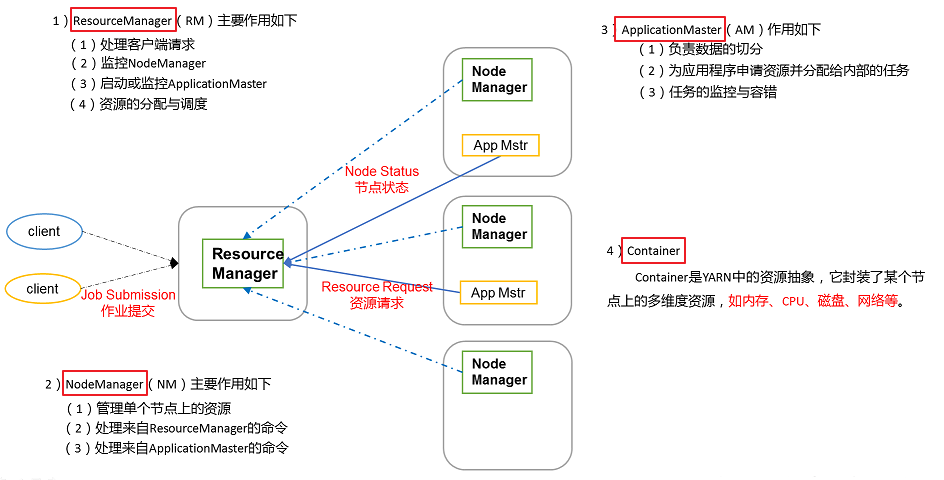 1）ResourceManager（RM）主要作用如下
（1）处理客户端请求
（2）监控NodeManager
（3）启动或监控ApplicationMaster
（4）资源的分配与调度
3）ApplicationMaster（AM）作用如下
（1）负责数据的切分
（2）为应用程序申请资源并分配给内部的任务
（3）任务的监控与容错
Node
Manager
App Mstr
Node Status
节点状态
client
client
Job Submission
作业提交
Resource
Manager
Node
Manager
Resource Request
资源请求
App Mstr
4）Container
Container是YARN中的资源抽象，它封装了某个节
点上的多维度资源，如内存、CPU、磁盘、网络等。
Node
Manager
2）NodeManager（NM）主要作用如下
（1）管理单个节点上的资源
（2）处理来自ResourceManager的命令
（3）处理来自ApplicationMaster的命令